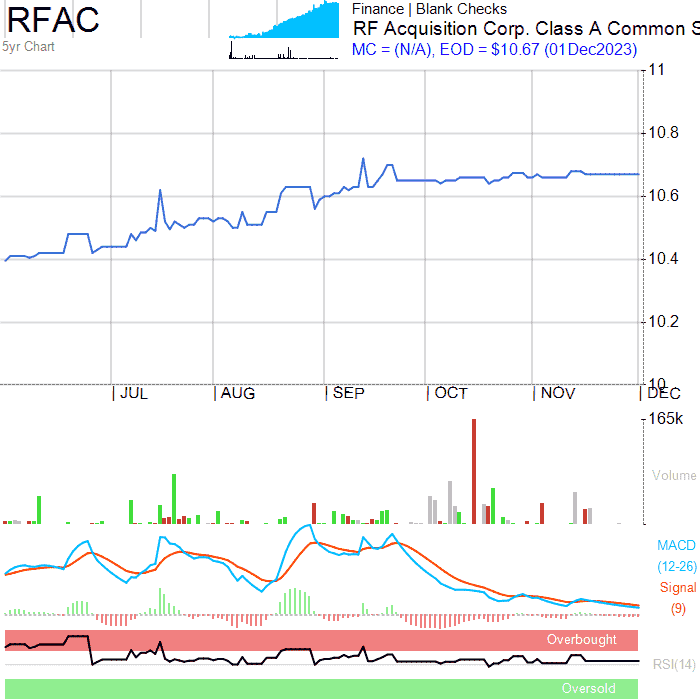 RFAC
5yr Chart
Finance | Blank Checks
RF Acquisition Corp. Class A Common S
MC = (N/A), EOD = $10.67 (01Dec2023)
11
10.8
10.6
10.4
10.2
10
JUL
AUG
SEP
OCT
NOV
DEC
165k
Volume
MACD
(12-26)
Signal
(9)
Overbought
RSI(14)
Oversold